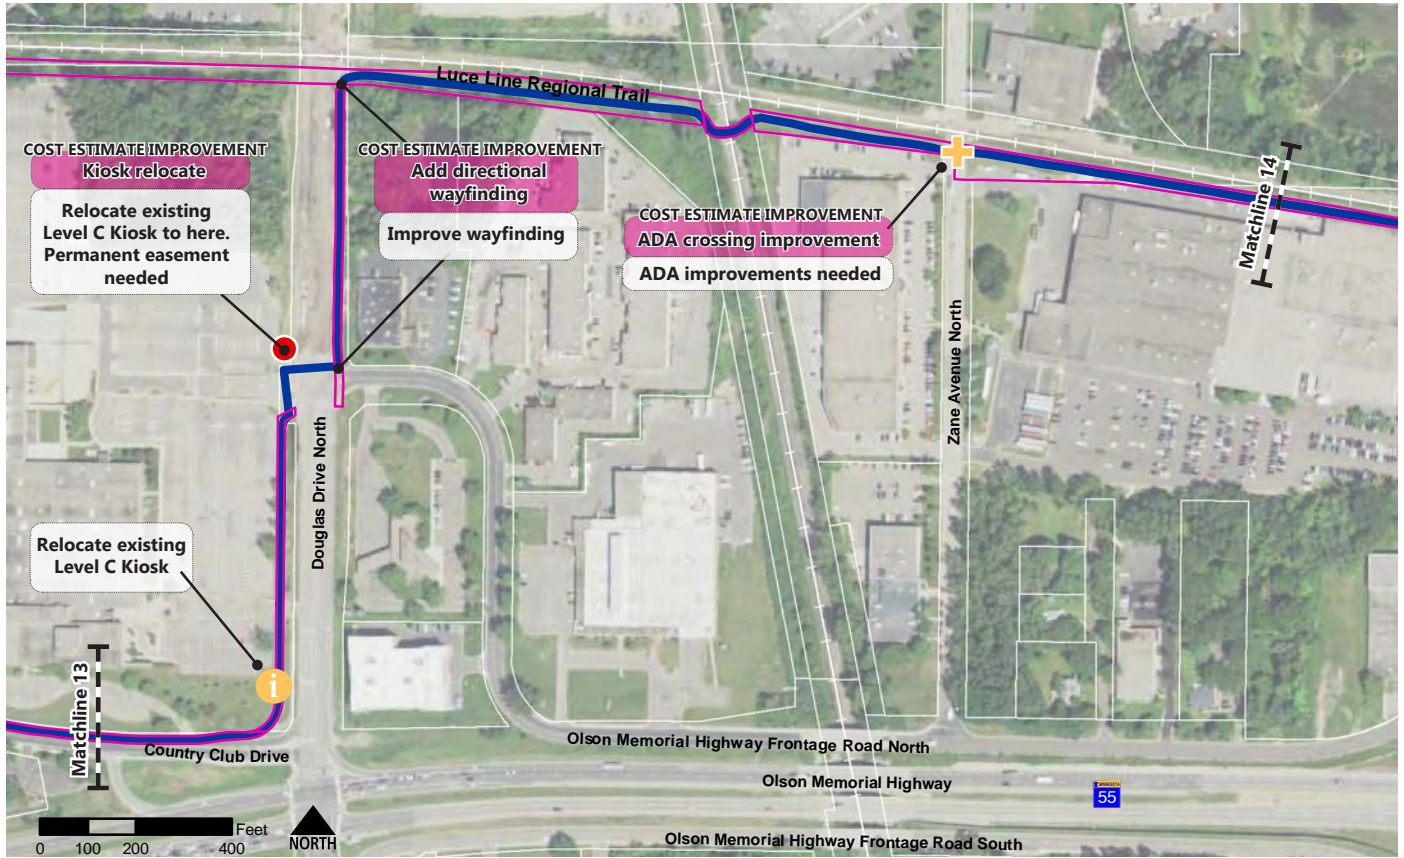 Luce Line Regional Trail
COST ESTIMATE IMPROVEMENT
Kiosk relocate
Relocate existing
Level C Kiosk to here.
Permanent easement
needed
COST ESTIMATE IMPROVEMENT
Add directional
wayfinding
Improve wayfinding
COST ESTIMATE IMPROVEMENT
ADA crossing improvement
ADA improvements needed
Matchline 14
Zane Avenue North
Douglas Drive North
Relocate existing
Level C Kiosk
i
Matchline 13
Country Club Drive
Olson Memorial Highway Frontage Road North
Olson Memorial Highway
MINNESOTA
55
Olson Memorial Highway Frontage Road South
Feet
0 100 200 400
NORTH